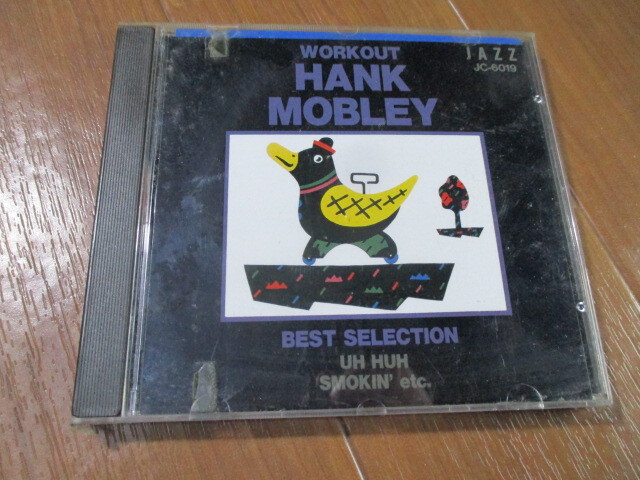 WORKOUT
HANK
MOBLEY
JAZZ
JC-6019
BEST SELECTION
UH HUH
SMOKIN' etc.